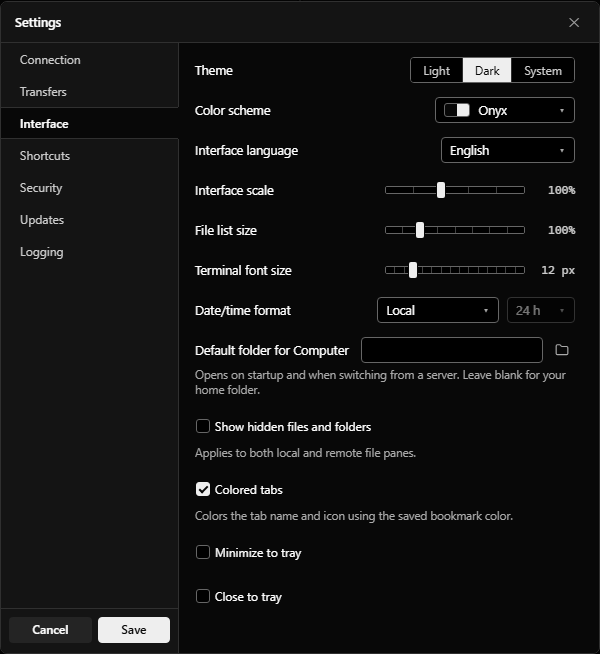 Settings
Connection
Transfers
Interface
Shortcuts
Security
Updates
Logging
Cancel
Save
Theme
Light Dark System
Color scheme
Onyx
Interface language
English
Interface scale
100%
File list size
100%
Terminal font size
12 px
Date/time format
Local
24 h
Default folder for Computer
Opens on startup and when switching from a server. Leave blank for your
home folder.
Show hidden files and folders
Applies to both local and remote file panes.
Colored tabs
Colors the tab name and icon using the saved bookmark color.
Minimize to tray
Close to tray